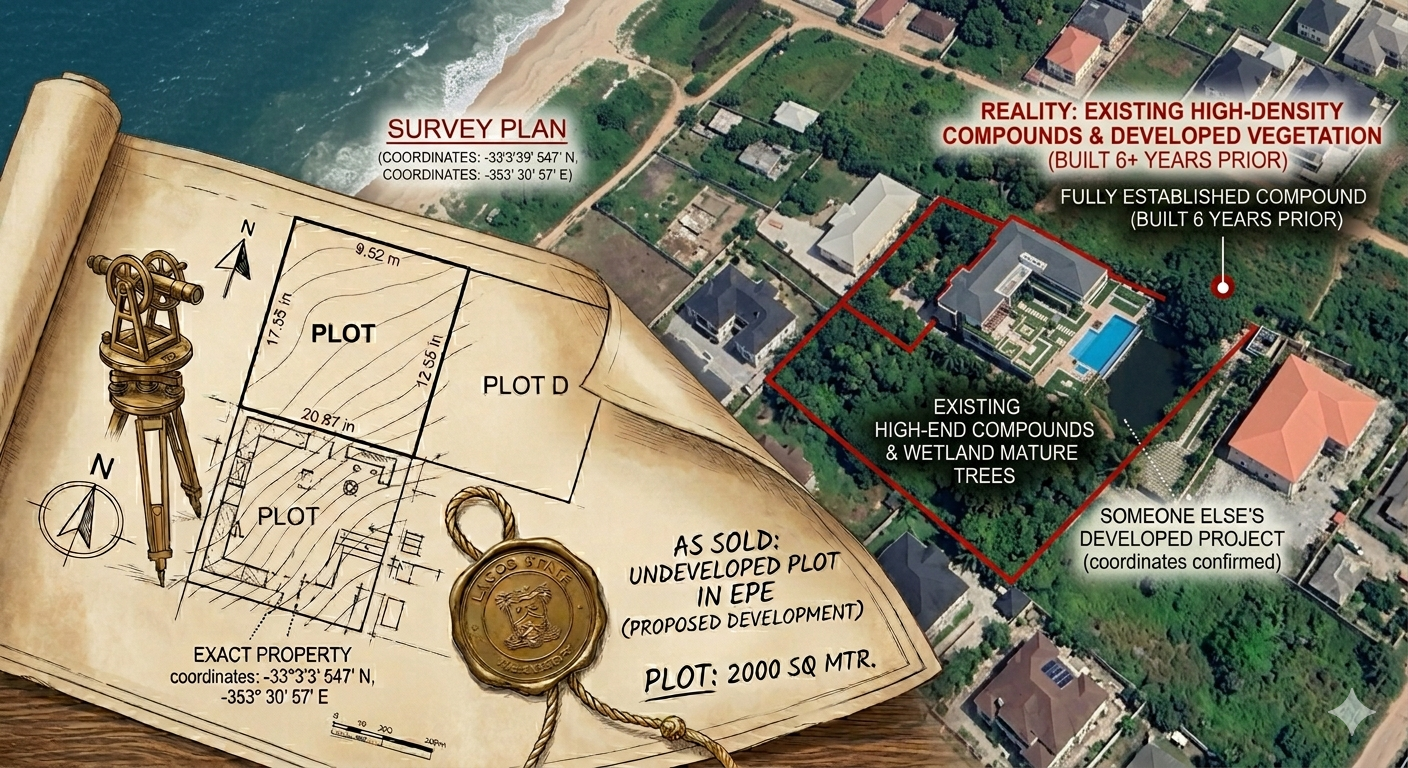 SURVEY PLAN
(COORDINATES: -33'3'39' 547' N,
COORDINATES: -353' 30' 57' E)
REALITY: EXISTING HIGH-DENSITY
COMPOUNDS & DEVELOPED VEGETATION
(BUILT 6+ YEARS PRIOR)
FULLY ESTABLISHED COMPOUND
(BUILT 6 YEARS PRIOR)
N
9.52 m
17.55 in
PLOT
12.55 in
PLOT D
20.87 in
N
PLOT
EXISTING
HIGH-END COMPOUNDS
& WETLAND MATURE
TREES
SOMEONE ELSE'S
DEVELOPED PROJECT
(coordinates confirmed)
AS SOLD:
UNDEVELOPED PLOT
IN EPE
(PROPOSED DEVELOPMENT)
PLOT: 2000 SQ MTR.
LAGOS STATE
EXACT PROPERTY
coordinates: -33°3'3' 547' N,
-353° 30' 57' E